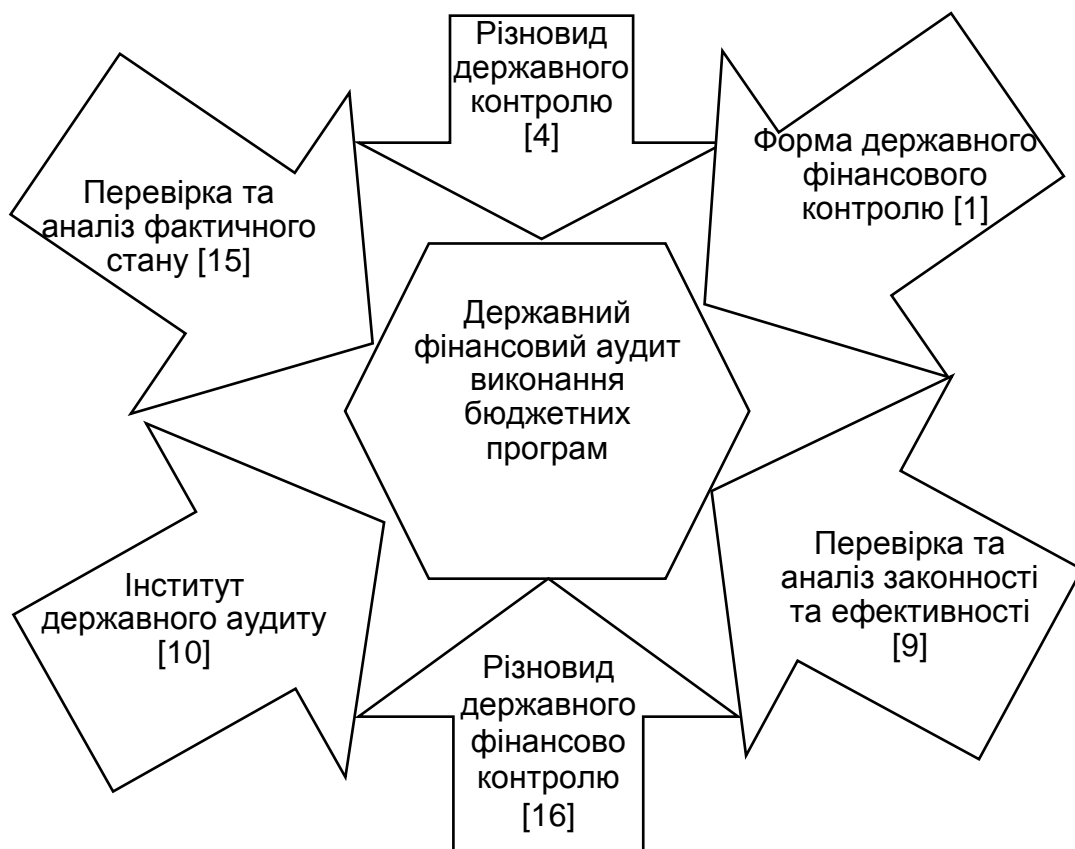 Різновид
державного
контролю
[4]
Форма державного
фінансового
контролю [1]
Перевірка та
аналіз фактичного
стану [15]
Державний
фінансовий аудит
виконання
бюджетних
програм
Перевірка та
аналіз законності
та ефективності
[9]
Інститут
державного аудиту
[10]
Різновид
державного
фінансово
контролю
[16]